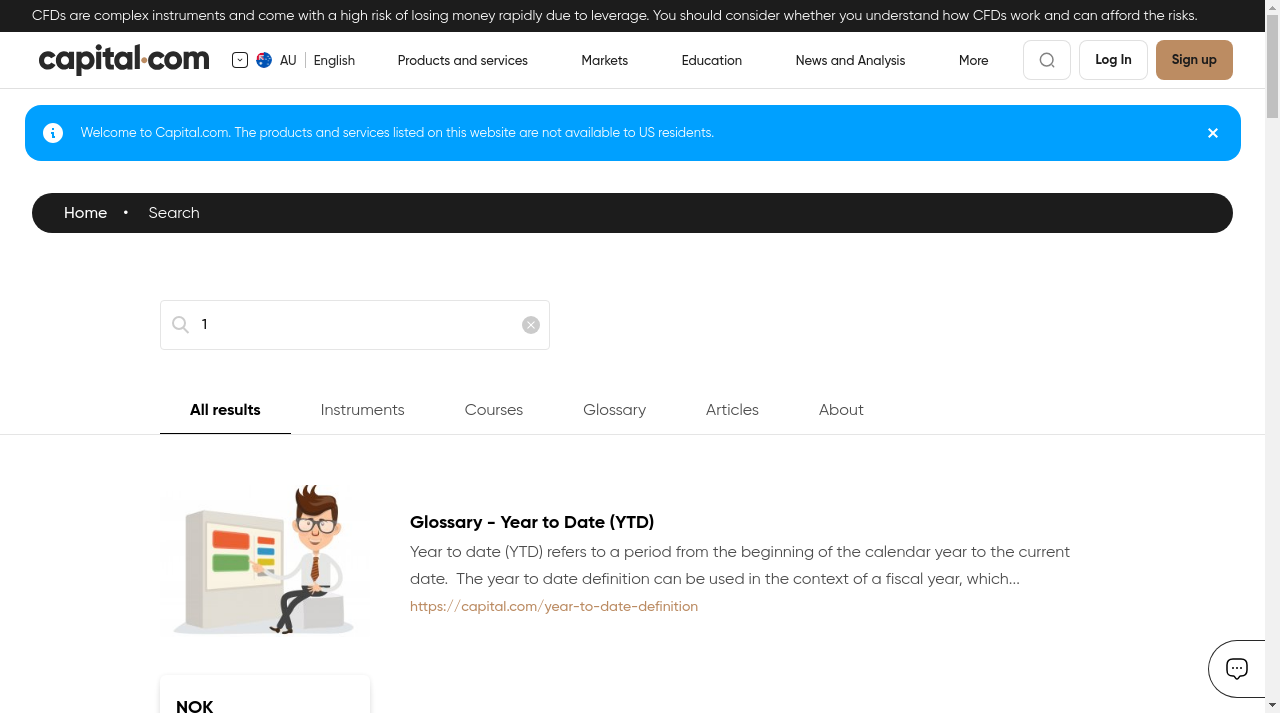 CFDs are complex instruments and come with a high risk of losing money rapidly due to leverage. You should consider whether you understand how CFDs work and can afford the risks.
capital.com
AU English Products and services Markets Education News and Analysis More Log In Sign up
Welcome to Capital.com. The products and services listed on this website are not available to US residents.
Home • Search
1
All results Instruments Courses Glossary Articles About
Glossary - Year to Date (YTD)
Year to date (YTD) refers to a period from the beginning of the calendar year to the current
date.  The year to date definition can be used in the context of a fiscal year, which...
https://capital.com/year-to-date-definition
NOK